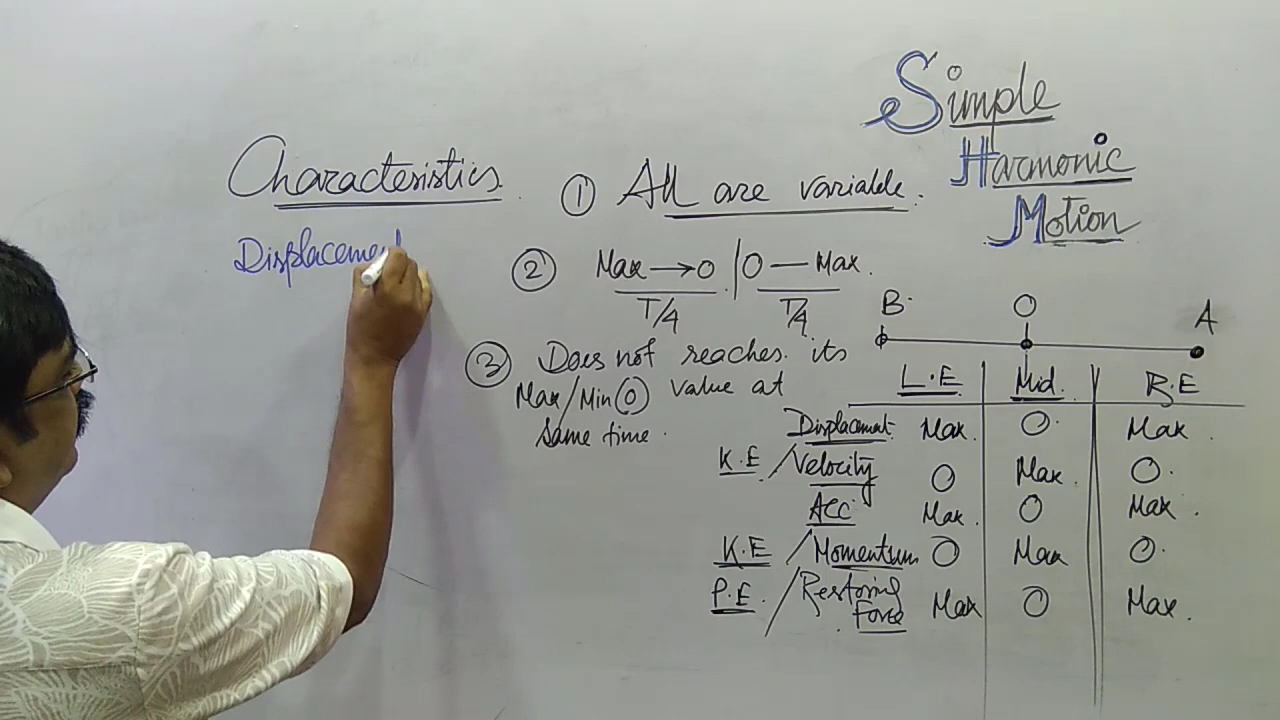 Simple
Harmonic
Motion
Characteristics.
Displacement
① All are variable.
② Max → 0 | 0 — Max.
T/4 T/4
③ Does not reaches its
Max/Min(0) value at
same time.
B O A
L.E Mid. R.E
Displacement Max. 0. Max.
K.E / Velocity 0 Max. 0.
Acc Max. 0 Max.
K.E / Momentum. 0 Max 0.
P.E. / Restoring Force Max 0 Max.